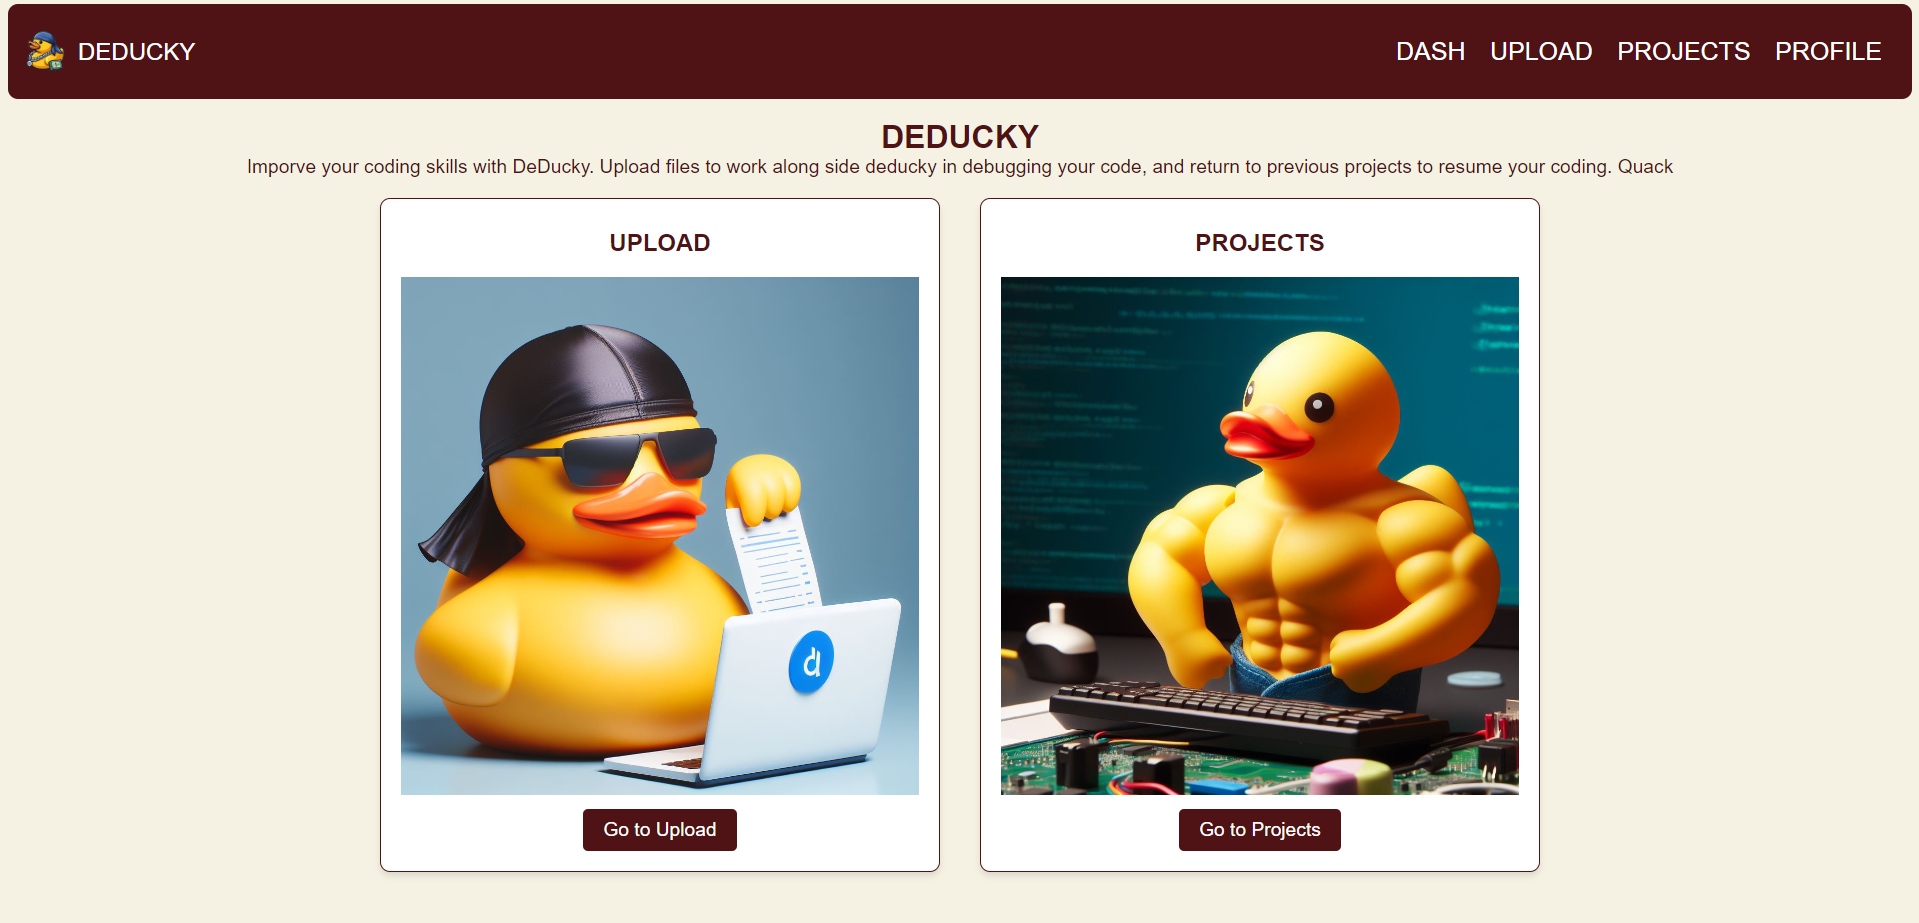 DEDUCKY
DASH UPLOAD PROJECTS PROFILE
DEDUCKY
Imporve your coding skills with DeDucky. Upload files to work along side deducky in debugging your code, and return to previous projects to resume your coding. Quack
UPLOAD
PROJECTS
d
Go to Upload
Go to Projects